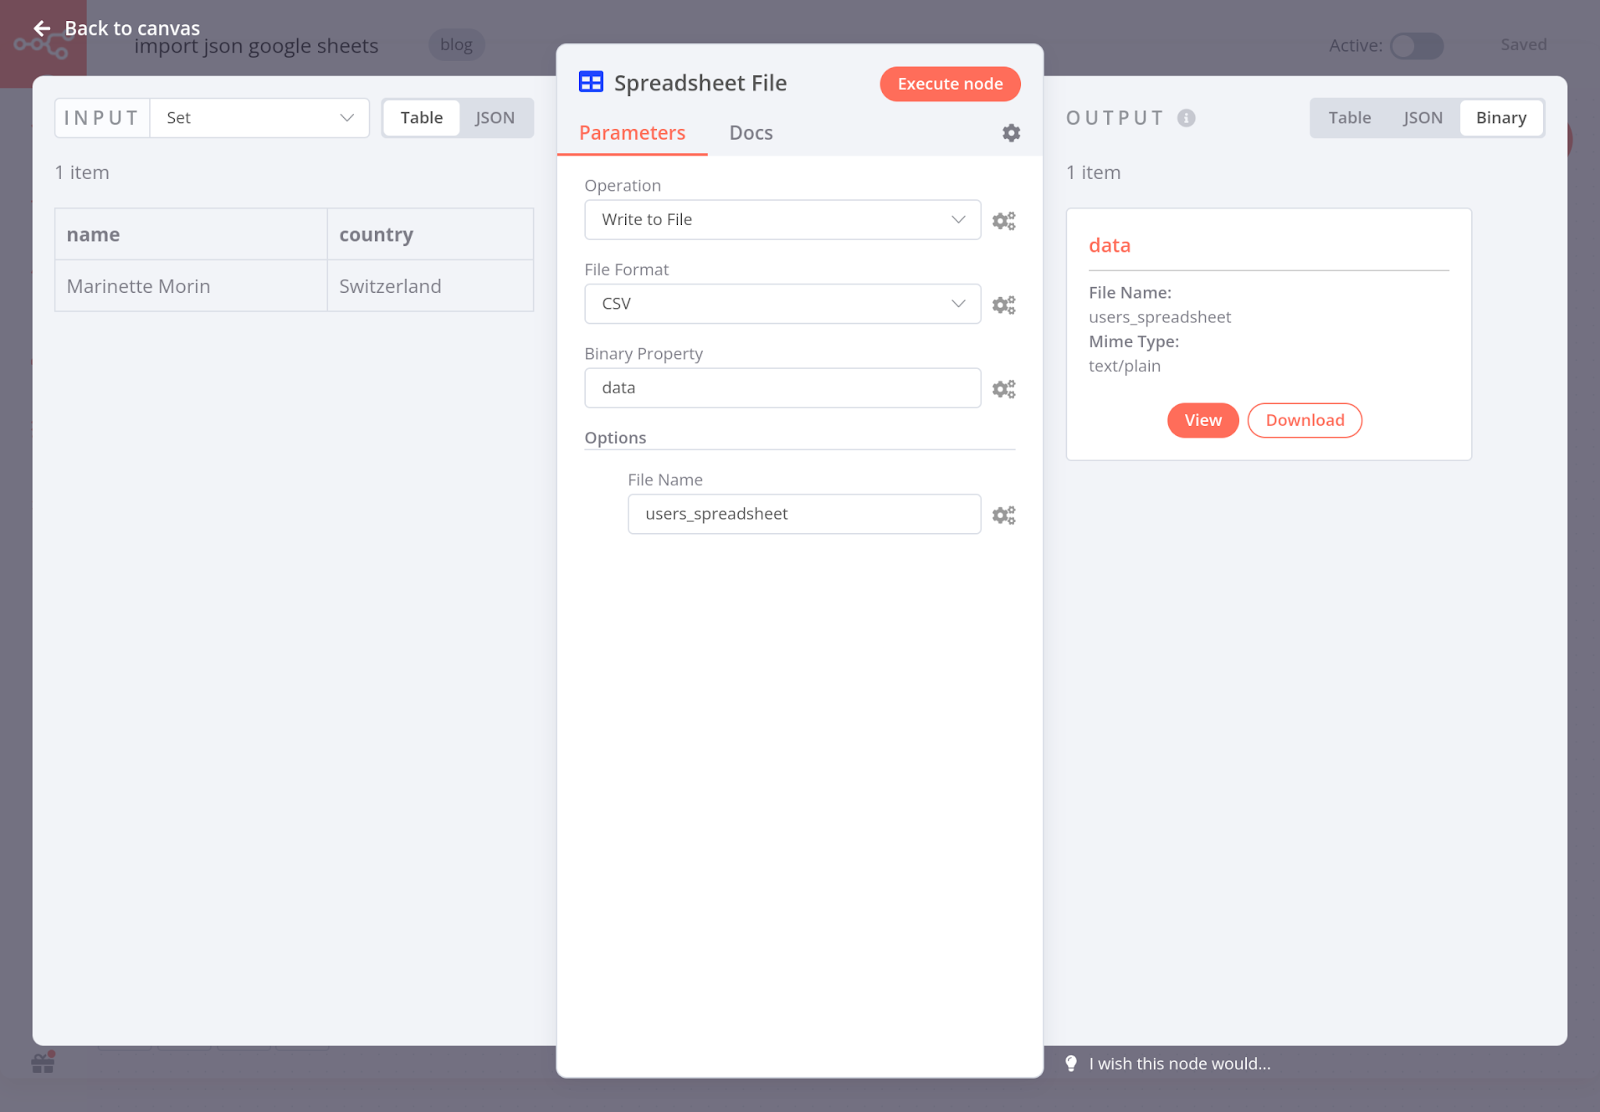 Back to canvas
import json google sheets
blog
Active:
Saved
INPUT
Set
Table
JSON
1 item
name
country
Marinette Morin
Switzerland
Spreadsheet File
Execute node
Parameters
Docs
Operation
Write to File
File Format
CSV
Binary Property
data
Options
File Name
users_spreadsheet
OUTPUT
Table
JSON
Binary
1 item
data
File Name:
users_spreadsheet
Mime Type:
text/plain
View
Download
I wish this node would...